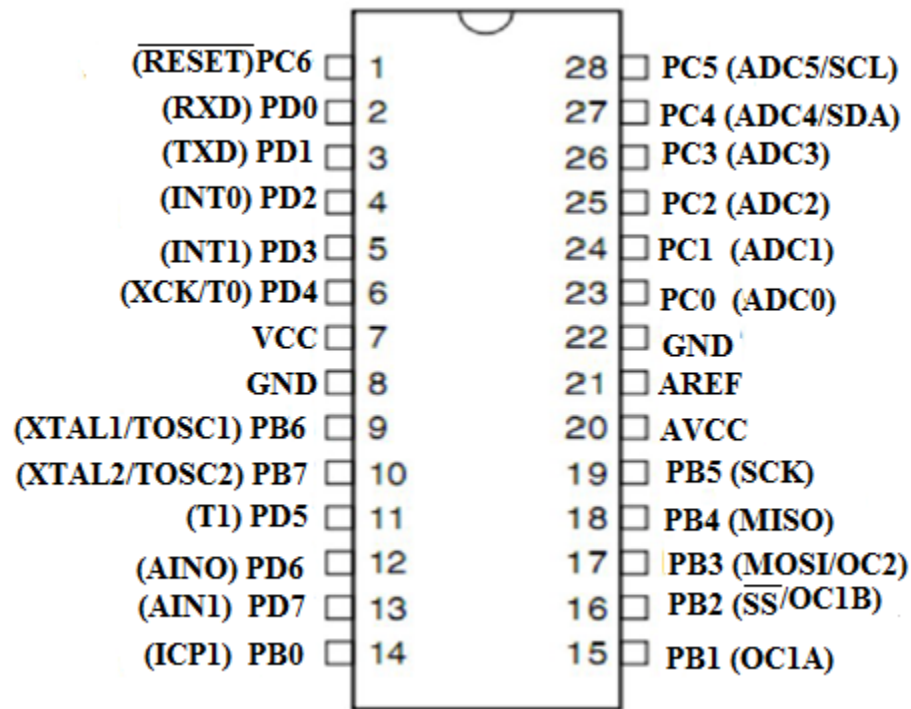 (RESET)PC6 1 28 PC5 (ADC5/SCL)
(RXD) PD0 2 27 PC4 (ADC4/SDA)
(TXD) PD1 3 26 PC3 (ADC3)
(INT0) PD2 4 25 PC2 (ADC2)
(INT1) PD3 5 24 PC1 (ADC1)
(XCK/T0) PD4 6 23 PC0 (ADC0)
VCC 7 22 GND
GND 8 21 AREF
(XTAL1/TOSC1) PB6 9 20 AVCC
(XTAL2/TOSC2) PB7 10 19 PB5 (SCK)
(T1) PD5 11 18 PB4 (MISO)
(AINO) PD6 12 17 PB3 (MOSI/OC2)
(AIN1) PD7 13 16 PB2 (SS/OC1B)
(ICP1) PB0 14 15 PB1 (OC1A)